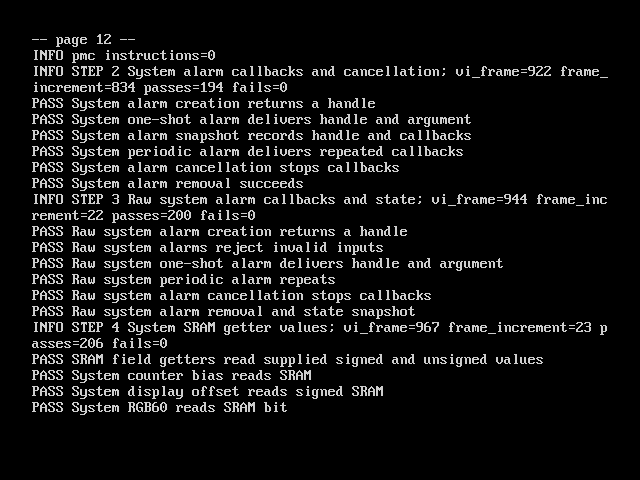 -- page 12 --
INFO pmc instructions=0
INFO STEP 2 System alarm callbacks and cancellation; vi_frame=922 frame_
increment=834 passes=194 fails=0
PASS System alarm creation returns a handle
PASS System one-shot alarm delivers handle and argument
PASS System alarm snapshot records handle and callbacks
PASS System periodic alarm delivers repeated callbacks
PASS System alarm cancellation stops callbacks
PASS System alarm removal succeeds
INFO STEP 3 Raw system alarm callbacks and state; vi_frame=944 frame_inc
rement=22 passes=200 fails=0
PASS Raw system alarm creation returns a handle
PASS Raw system alarms reject invalid inputs
PASS Raw system one-shot alarm delivers handle and argument
PASS Raw system periodic alarm repeats
PASS Raw system alarm cancellation stops callbacks
PASS Raw system alarm removal and state snapshot
INFO STEP 4 System SRAM getter values; vi_frame=967 frame_increment=23 p
asses=206 fails=0
PASS SRAM field getters read supplied signed and unsigned values
PASS System counter bias reads SRAM
PASS System display offset reads signed SRAM
PASS System RGB60 reads SRAM bit